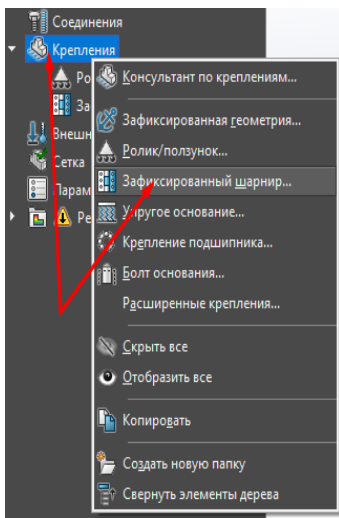 Соединения
Крепления
Ро
За
Внешн
Сетка
Парам
Ре
Консультант по креплениям...
Зафиксированная геометрия...
Ролик/ползунок...
Зафиксированный шарнир...
Упругое основание...
Крепление подшипника...
Болт основания...
Расширенные крепления...
Скрыть все
Отобразить все
Копировать
Создать новую папку
Свернуть элементы дерева